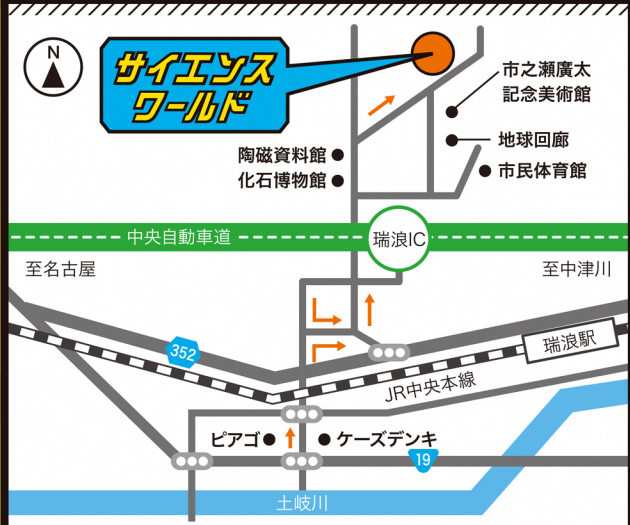 N
サイエンス
ワールド
市之瀬廣太
記念美術館
陶磁資料館
地球回廊
化石博物館
市民体育館
中央自動車道
瑞浪IC
至名古屋
至中津川
352
瑞浪駅
JR中央本線
ピアゴ
ケーズデンキ
19
土岐川